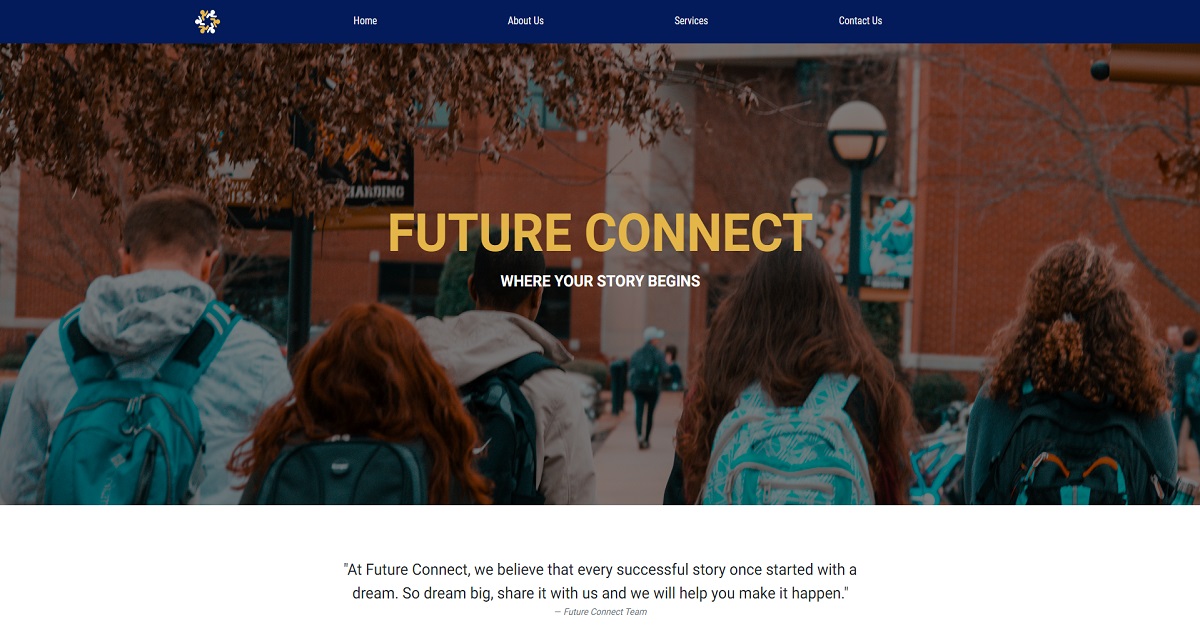 Home
About Us
Services
Contact Us
HARDING
FUTURE CONNECT
WHERE YOUR STORY BEGINS
"At Future Connect, we believe that every successful story once started with a
dream. So dream big, share it with us and we will help you make it happen."
— Future Connect Team